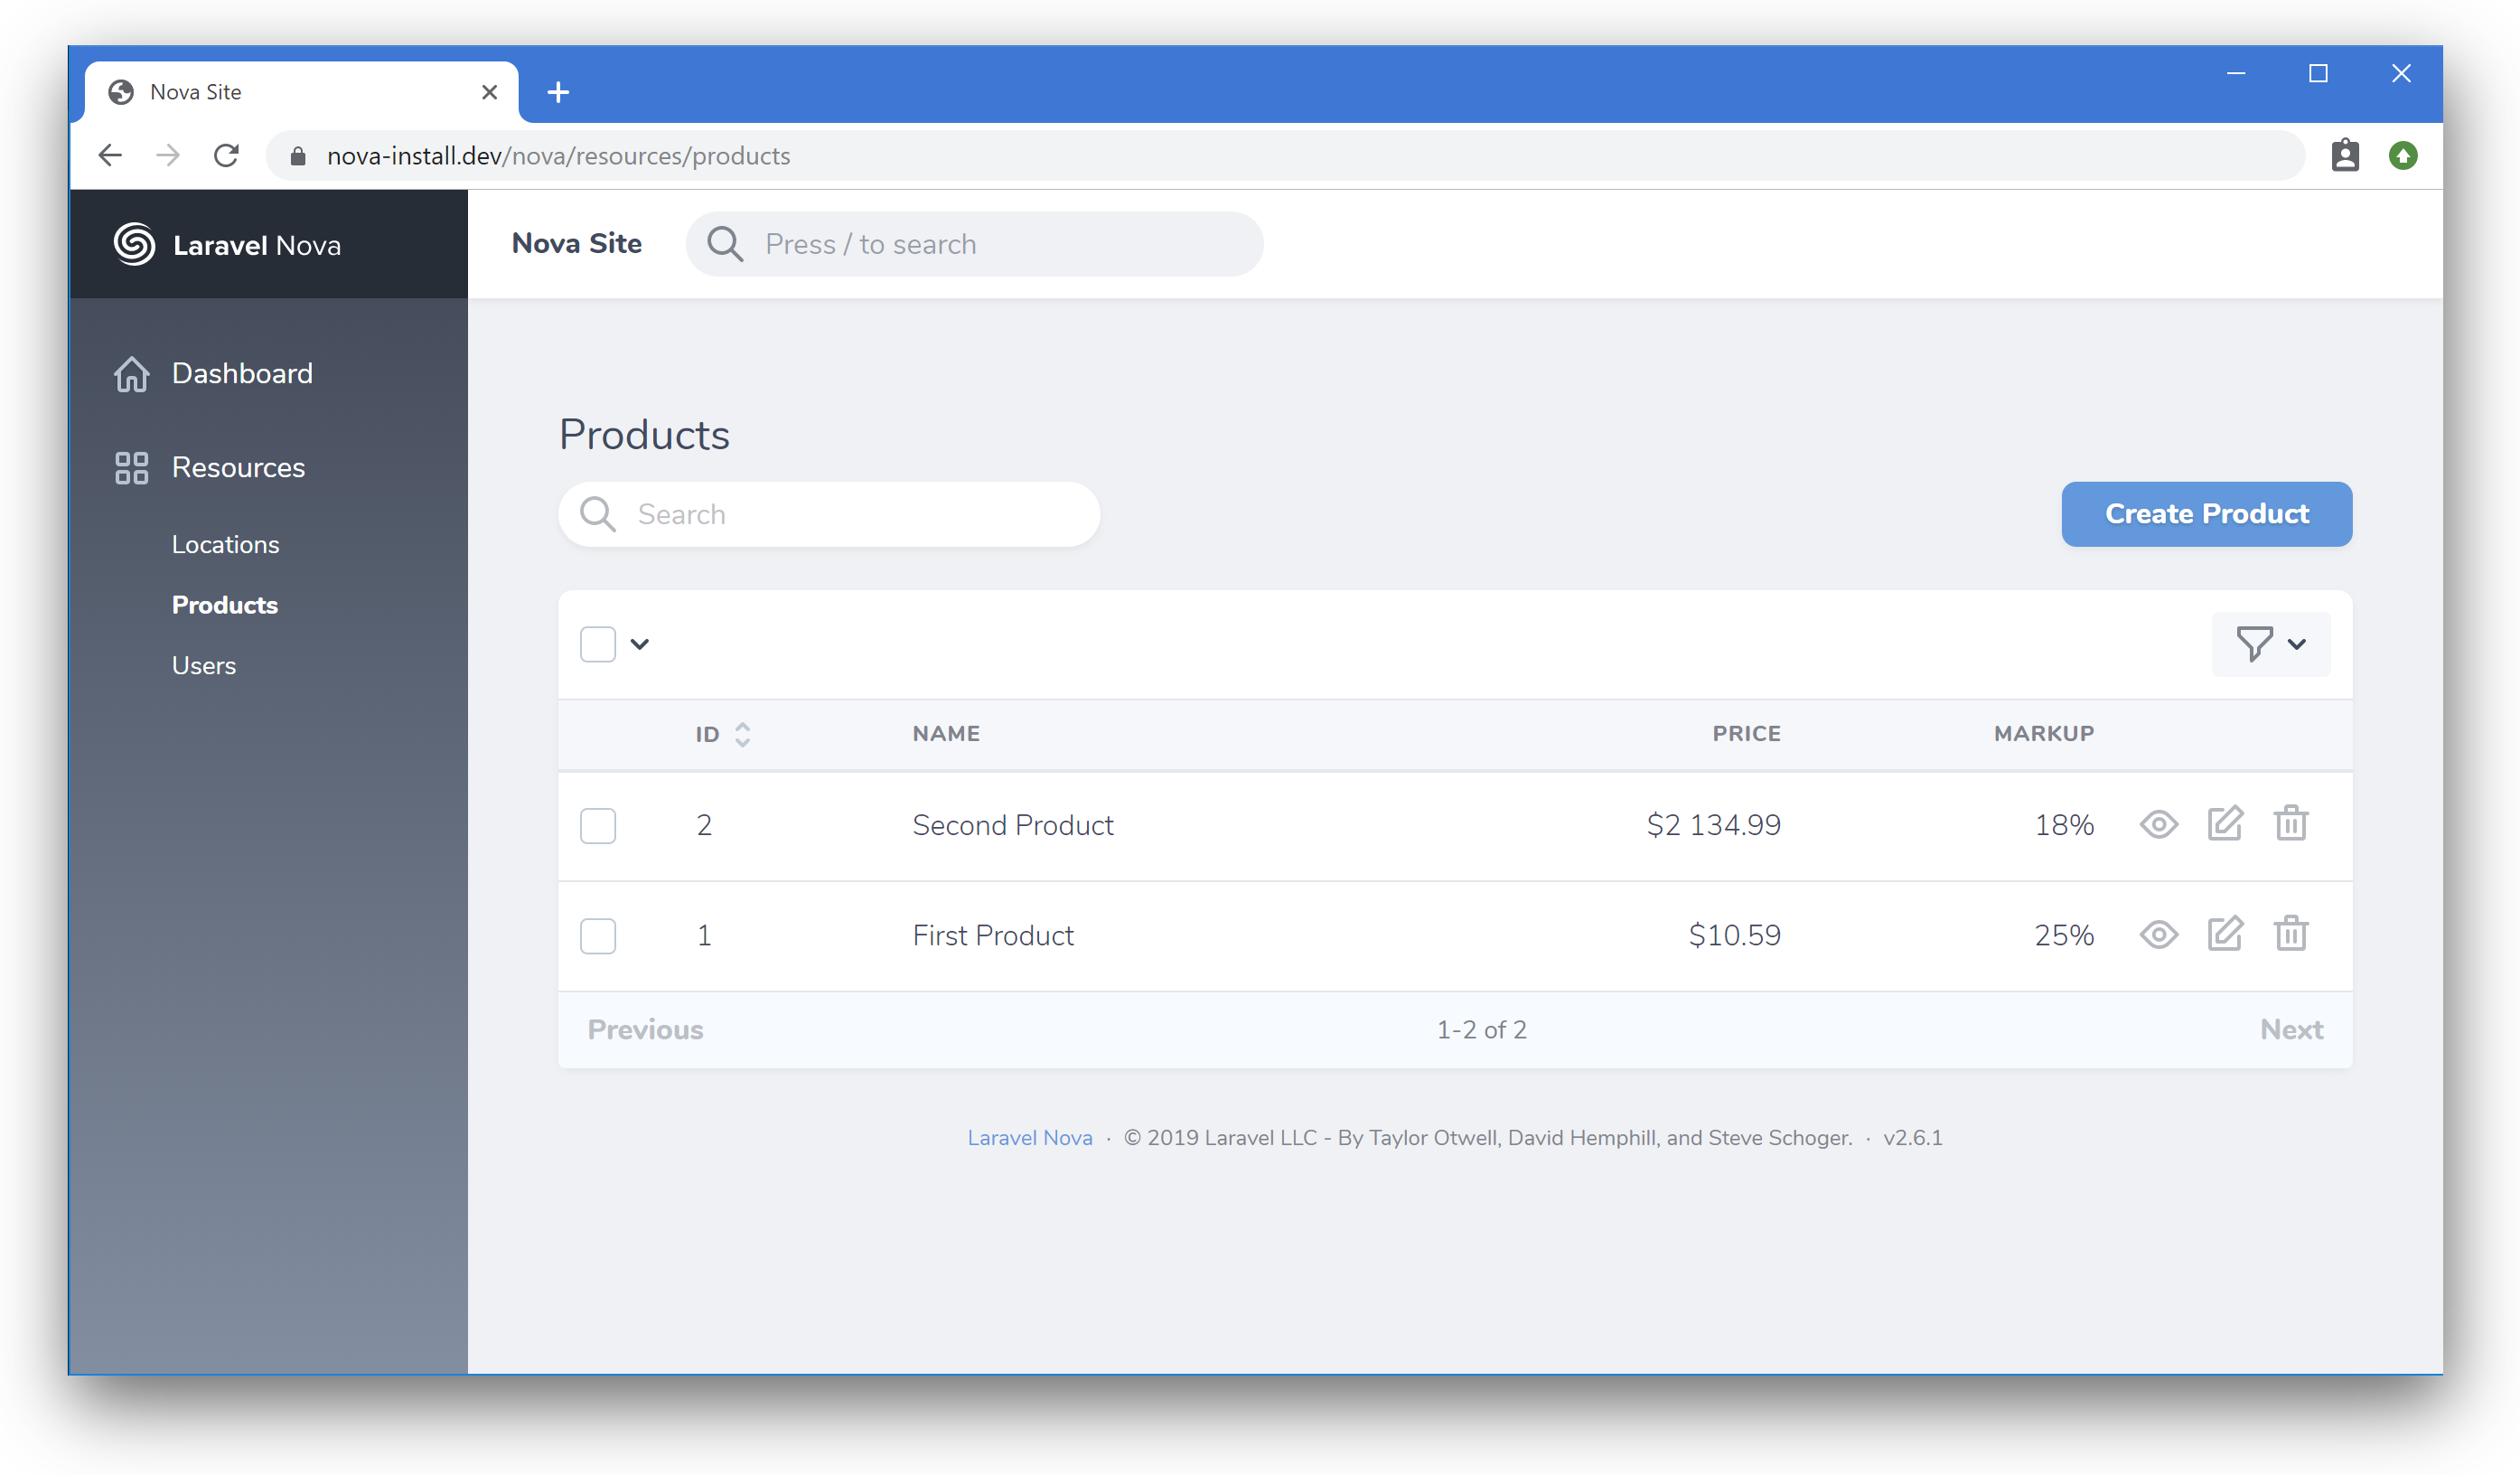 Nova Site
nova-install.dev/nova/resources/products
Laravel Nova
Nova Site
Press / to search
Dashboard
Resources
Locations
Products
Users
Products
Search
Create Product
ID NAME PRICE MARKUP
2 Second Product $2 134.99 18%
1 First Product $10.59 25%
Previous 1-2 of 2 Next
Laravel Nova · © 2019 Laravel LLC - By Taylor Otwell, David Hemphill, and Steve Schoger. · v2.6.1